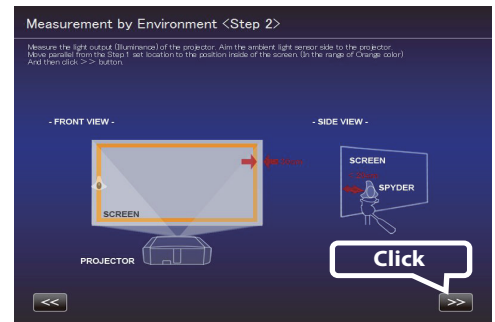 Measurement by Environment <Step 2>
Measure the light output (Illuminance) of the projector. Aim the ambient light sensor side to the projector.
Move parallel from the Step 1 set location to the position inside of the screen. (In the range of Orange color)
And then click >> button.
- FRONT VIEW -
- SIDE VIEW -
SCREEN
SPYDER
SCREEN
PROJECTOR
Click
<<
>>